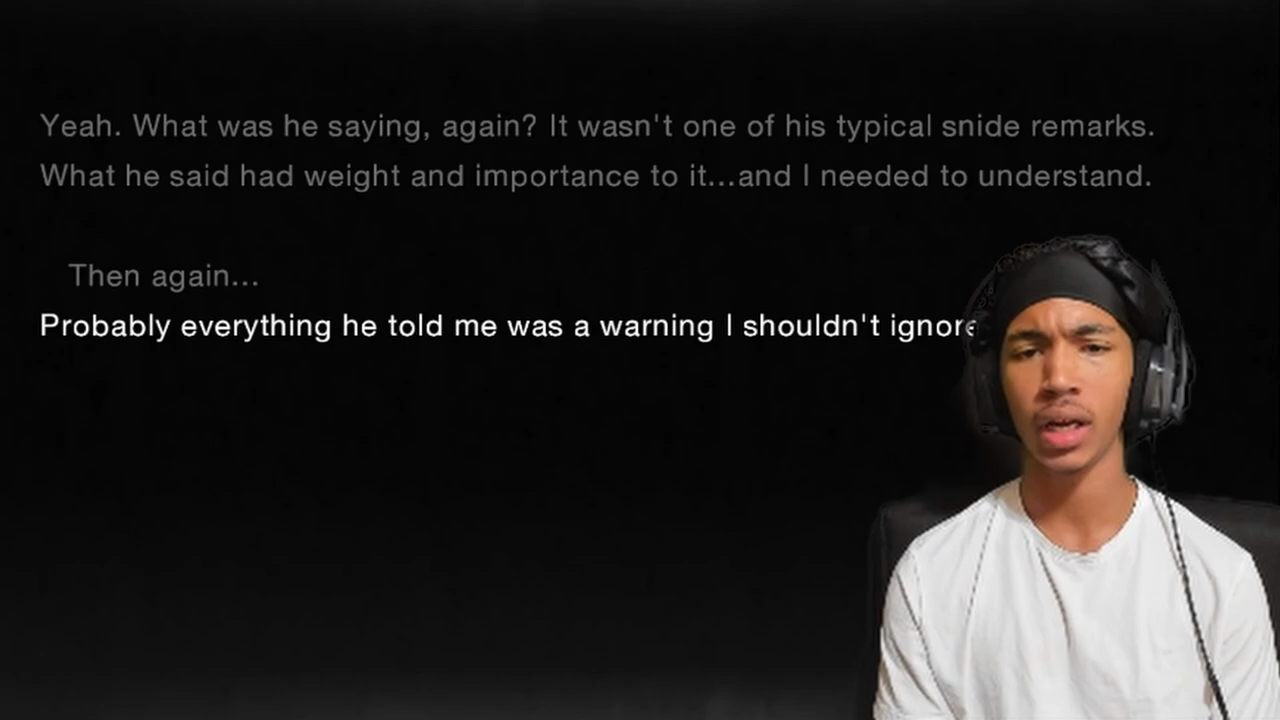 Yeah. What was he saying, again? It wasn't one of his typical snide remarks.
What he said had weight and importance to it...and I needed to understand.
Then again...
Probably everything he told me was a warning I shouldn't ignore